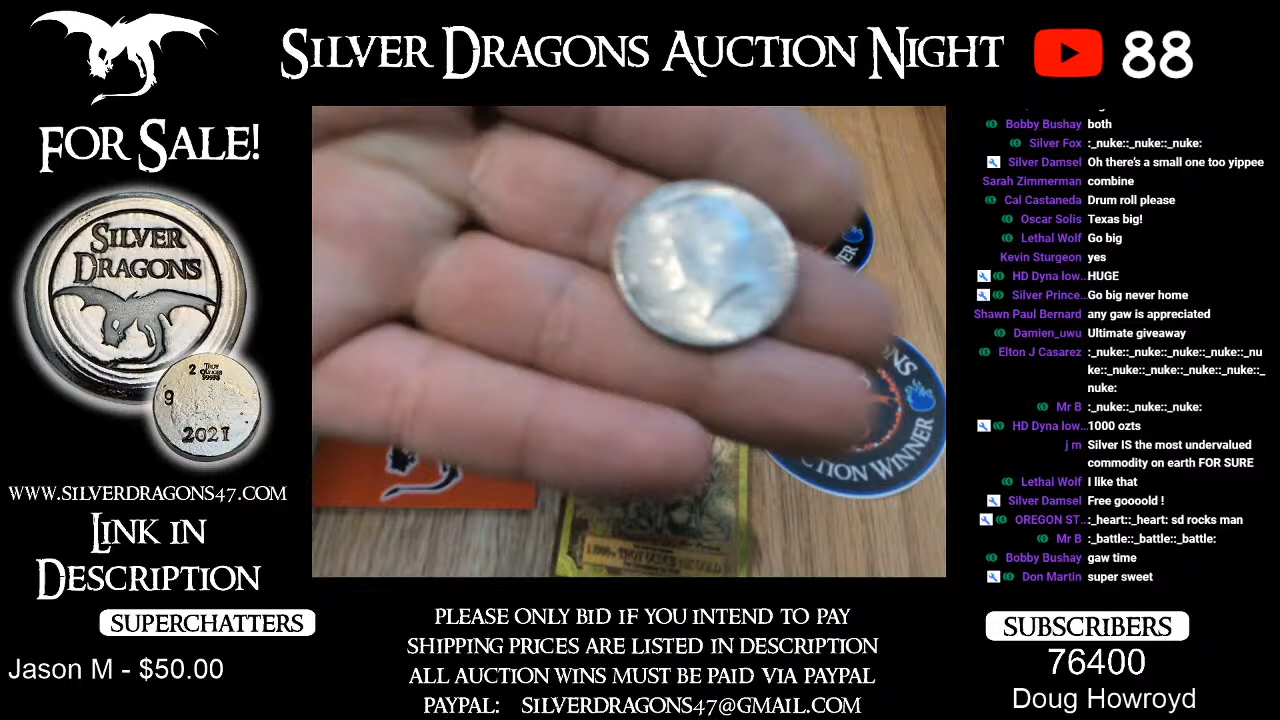 SILVER DRAGONS AUCTION NIGHT
88
FOR SALE!
SILVER
DRAGONS
2 TROY
OUNCES
9
2021
WWW.SILVERDRAGONS47.COM
LINK IN
DESCRIPTION
SUPERCHATTERS
Jason M - $50.00
CTION WINNER
Bobby Bushay both
Silver Fox :_nuke::_nuke::_nuke:
Silver Damsel Oh there's a small one too yippee
Sarah Zimmerman combine
Cal Castaneda Drum roll please
Oscar Solis Texas big!
Lethal Wolf Go big
Kevin Sturgeon yes
HD Dyna low... HUGE
Silver Prince... Go big never home
Shawn Paul Bernard any gaw is appreciated
Damien_uwu Ultimate giveaway
Elton J Casarez :_nuke::_nuke::_nuke::_nuke::_nu
ke::_nuke::_nuke::_nuke::_nuke::_
nuke:
Mr B :_nuke::_nuke::_nuke:
HD Dyna low... 1000 ozts
j m Silver IS the most undervalued
commodity on earth FOR SURE
Lethal Wolf I like that
Silver Damsel Free goooold !
OREGON ST... :_heart::_heart: sd rocks man
Mr B :_battle::_battle::_battle:
Bobby Bushay gaw time
Don Martin super sweet
PLEASE ONLY BID IF YOU INTEND TO PAY
SHIPPING PRICES ARE LISTED IN DESCRIPTION
ALL AUCTION WINS MUST BE PAID VIA PAYPAL
PAYPAL: SILVERDRAGONS47@GMAIL.COM
SUBSCRIBERS
76400
Doug Howroyd